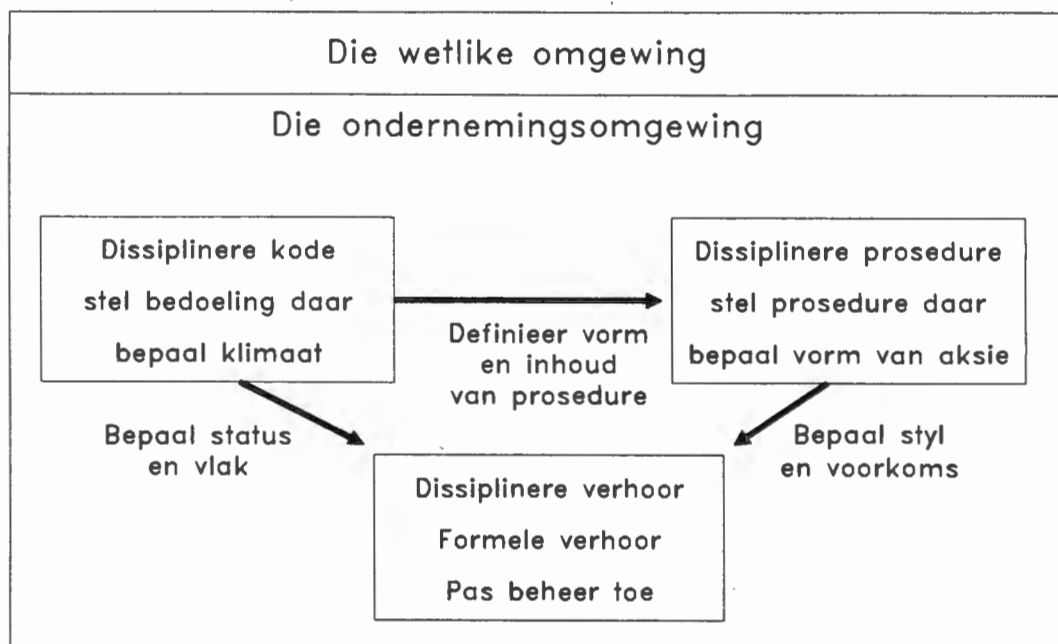 Die wetlike omgewing
Die ondernemingsomgewing
Dissiplinere kode
stel bedoeling daar
bepaal klimaat
Definieer vorm
en inhoud
van prosedure
Dissiplinere prosedure
stel prosedure daar
bepaal vorm van aksie
Bepaal status
en vlak
Bepaal styl
en voorkoms
Dissiplinere verhoor
Formele verhoor
Pas beheer toe